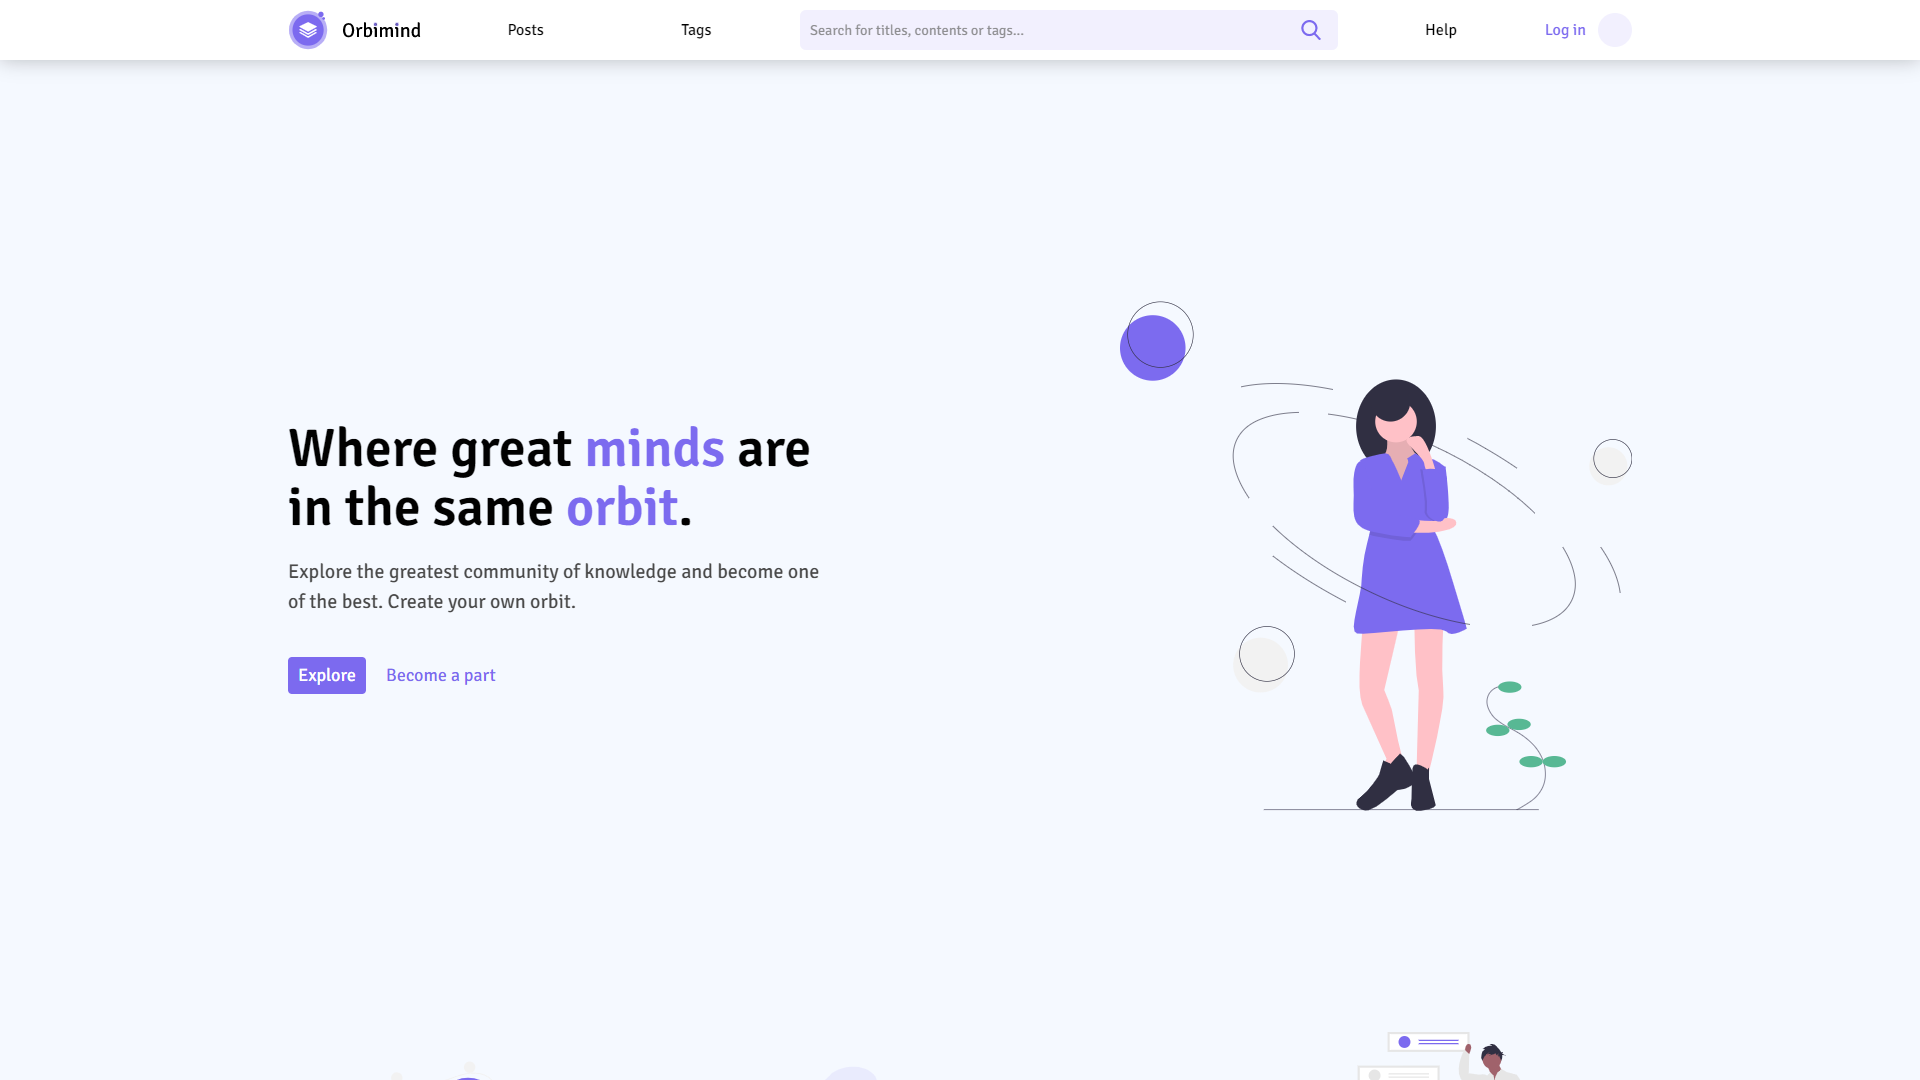 Orbimind
Posts
Tags
Search for titles, contents or tags...
Help
Log in
Where great minds are
in the same orbit.
Explore the greatest community of knowledge and become one
of the best. Create your own orbit.
Explore
Become a part